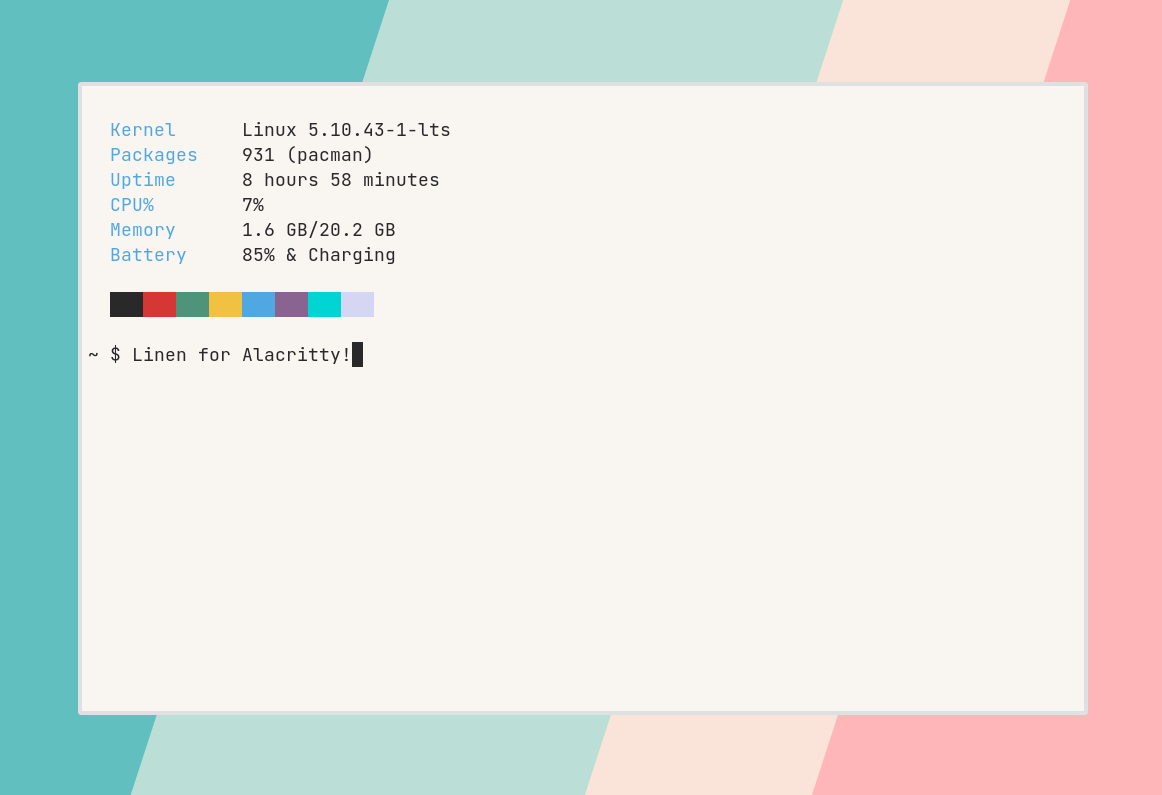 Kernel Linux 5.10.43-1-lts
Packages 931 (pacman)
Uptime 8 hours 58 minutes
CPU% 7%
Memory 1.6 GB/20.2 GB
Battery 85% & Charging
~ $ Linen for Alacritty!